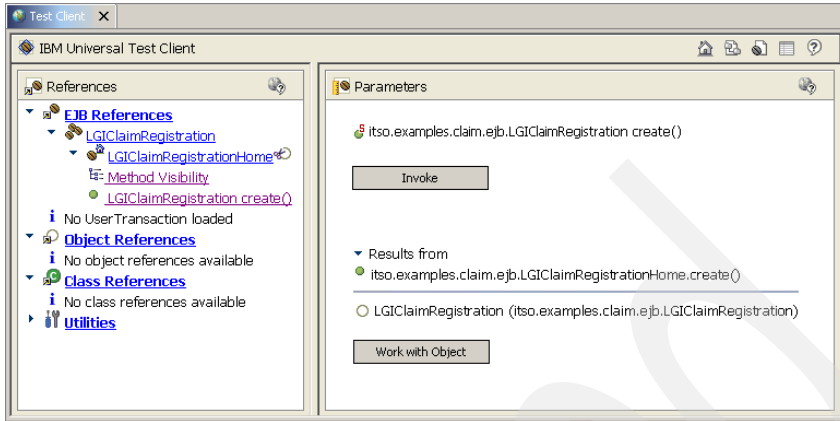 Test Client
IBM Universal Test Client
References
EJB References
LGIClaimRegistration
LGIClaimRegistrationHome
Method Visibility
LGIClaimRegistration create()
No UserTransaction loaded
Object References
No object references available
Class References
No class references available
Utilities
Parameters
itso.examples.claim.ejb.LGIClaimRegistration create()
Invoke
Results from
itso.examples.claim.ejb.LGIClaimRegistrationHome.create()
LGIClaimRegistration (itso.examples.claim.ejb.LGIClaimRegistration)
Work with Object